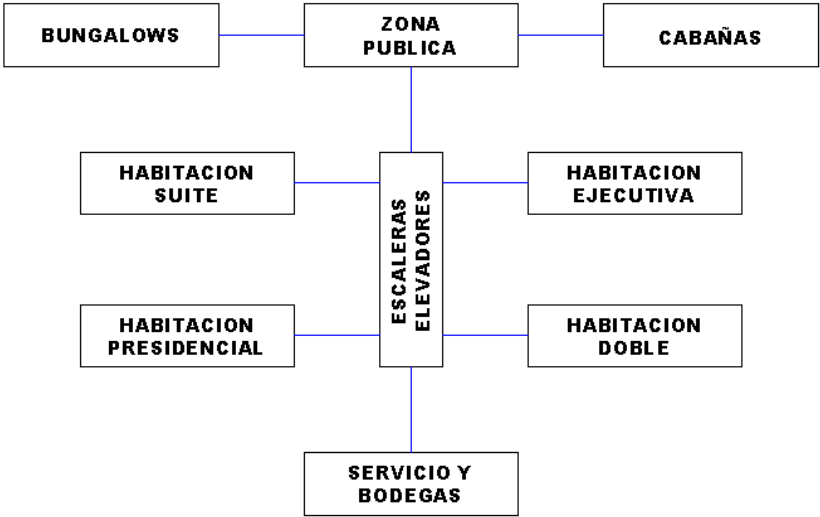 BUNGALOWS
ZONA
PUBLICA
CABAÑAS
HABITACION
SUITE
ESCALERAS
ELEVADORES
HABITACION
EJECUTIVA
HABITACION
PRESIDENCIAL
HABITACION
DOBLE
SERVICIO Y
BODEGAS